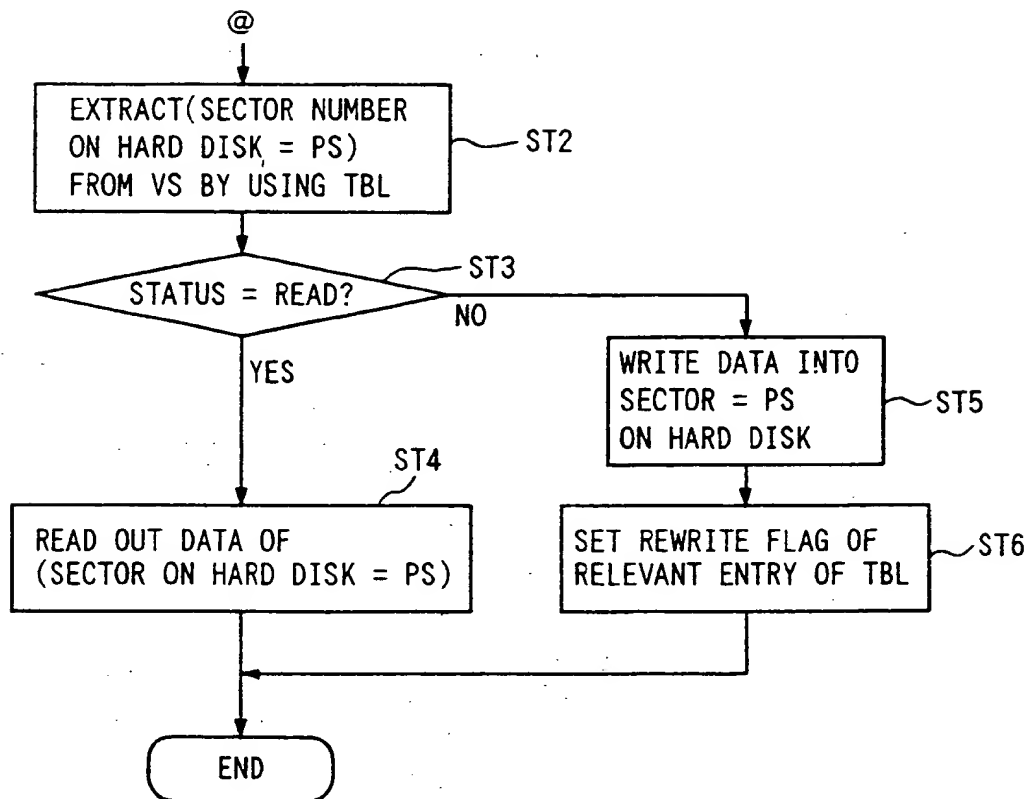 @
EXTRACT(SECTOR NUMBER
ON HARD DISK = PS)
FROM VS BY USING TBL
ST2
STATUS = READ?
ST3
NO
YES
WRITE DATA INTO
SECTOR = PS
ON HARD DISK
ST5
ST4
READ OUT DATA OF
(SECTOR ON HARD DISK = PS)
SET REWRITE FLAG OF
RELEVANT ENTRY OF TBL
ST6
END